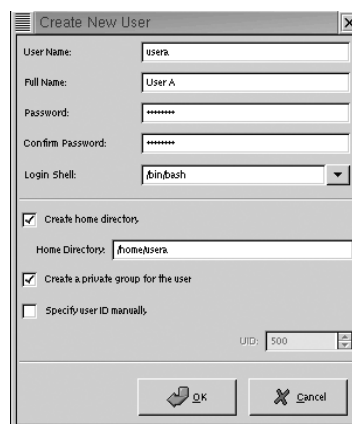 Create New User
User Name: usera
Full Name: User A
Password: ********
Confirm Password: ********
Login Shell: /bin/bash
Create home directory
Home Directory: /home/usera
Create a private group for the user
Specify user ID manually
UID: 500
OK Cancel